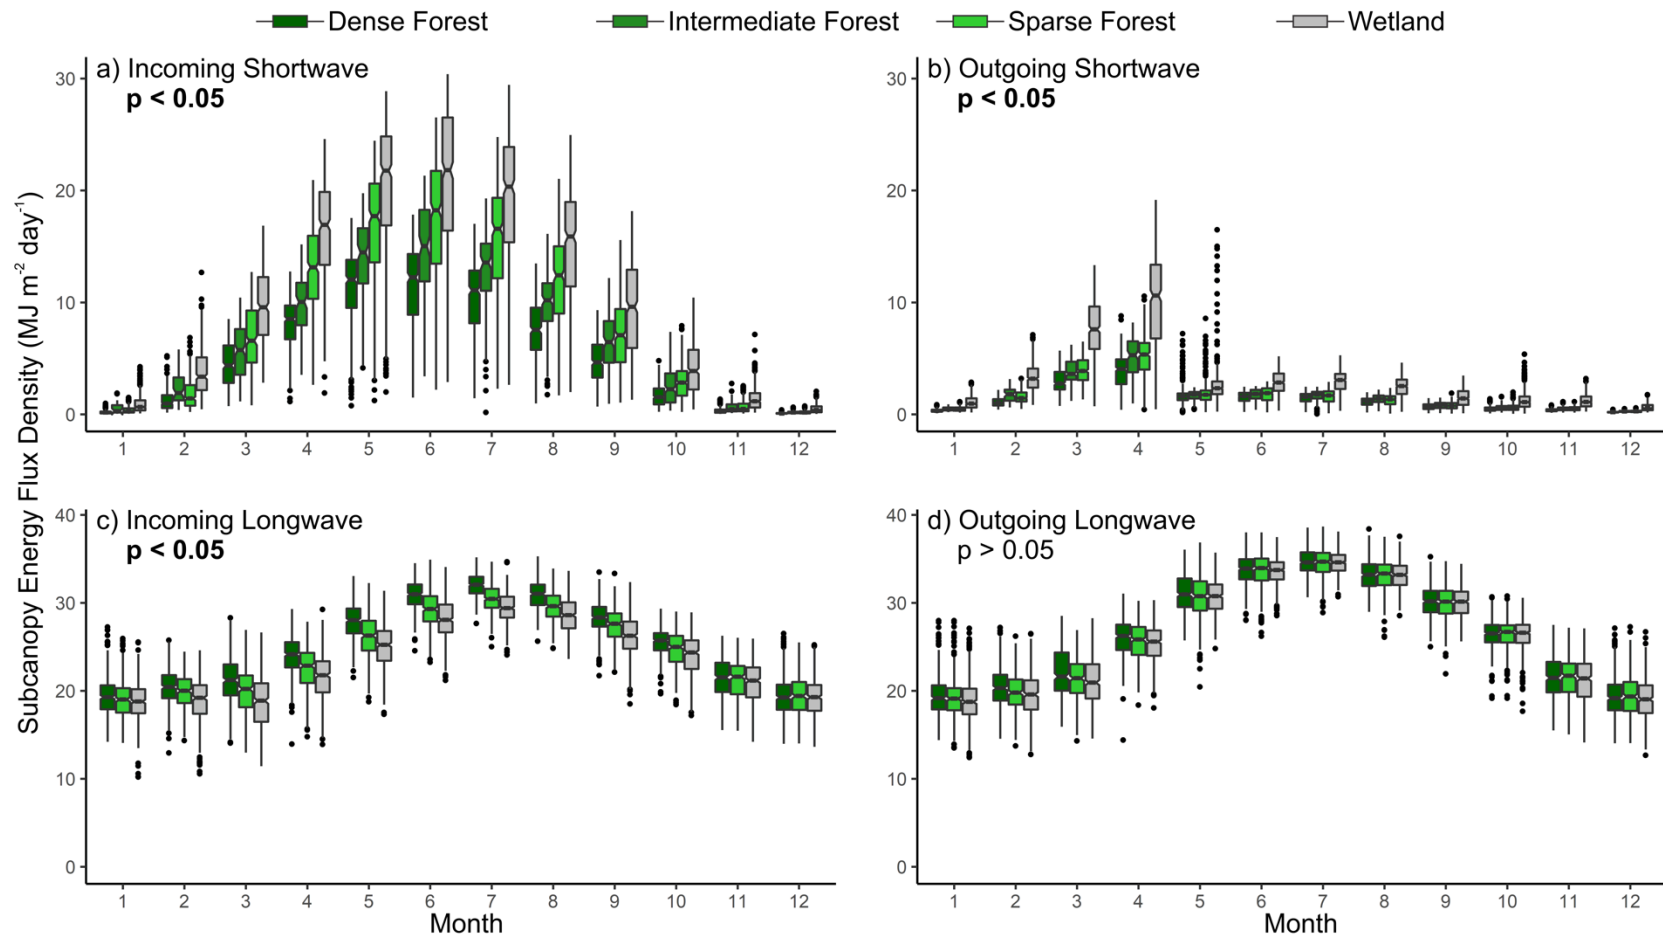 Dense Forest Intermediate Forest Sparse Forest Wetland
Subcanopy Energy Flux Density (MJ m⁻² day⁻¹)
a) Incoming Shortwave
p < 0.05
30
20
10
0
1 2 3 4 5 6 7 8 9 10 11 12
b) Outgoing Shortwave
p < 0.05
30
20
10
0
1 2 3 4 5 6 7 8 9 10 11 12
c) Incoming Longwave
p < 0.05
40
30
20
10
0
1 2 3 4 5 6 7 8 9 10 11 12
Month
d) Outgoing Longwave
p > 0.05
40
30
20
10
0
1 2 3 4 5 6 7 8 9 10 11 12
Month